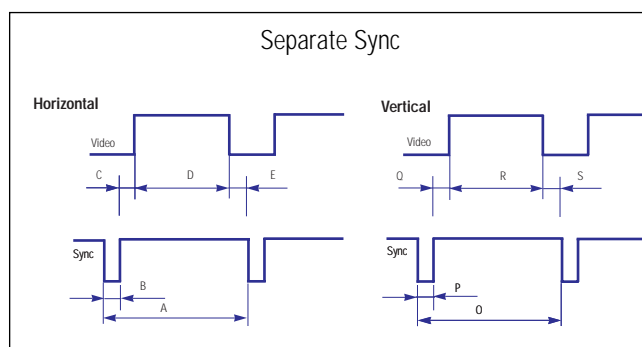 Separate Sync
Horizontal
Vertical
Video
Video
C D E
Q R S
Sync
Sync
B
P
A
O